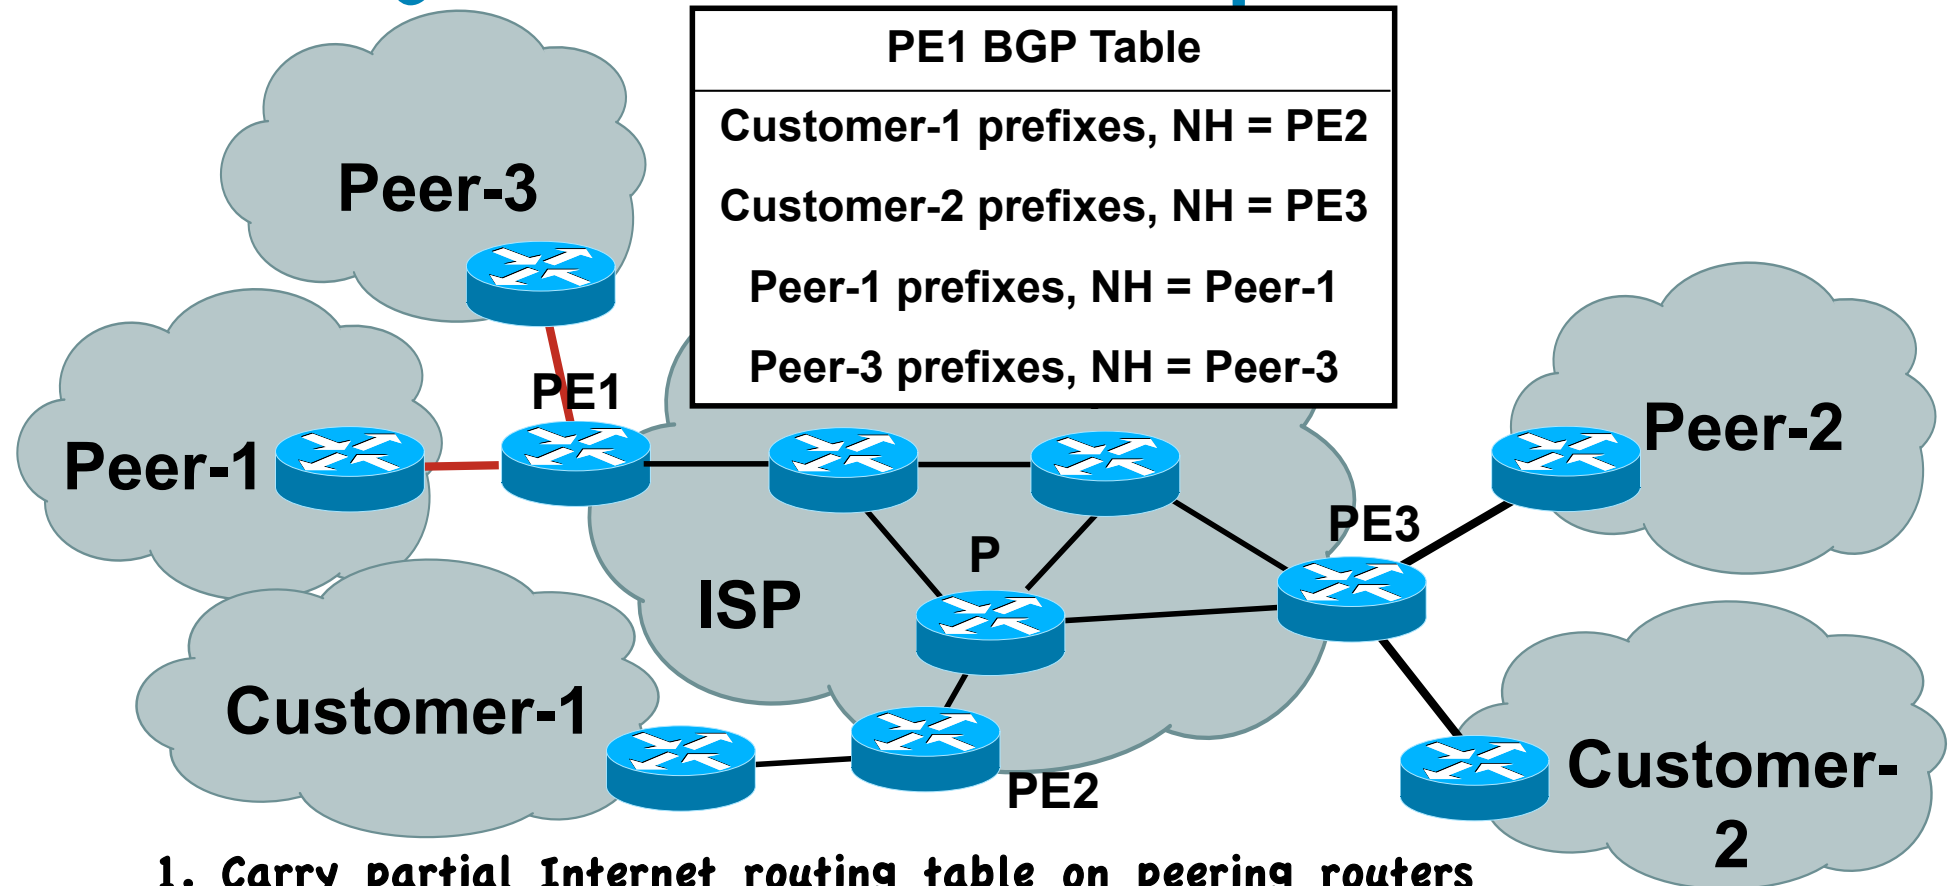 PE1 BGP Table
Customer-1 prefixes, NH = PE2
Customer-2 prefixes, NH = PE3
Peer-1 prefixes, NH = Peer-1
Peer-3 prefixes, NH = Peer-3
Peer-3
PE1
Peer-1
Peer-2
PE3
P
ISP
Customer-1
PE2
Customer-
2
1. Carry partial Internet routing table on peering routers